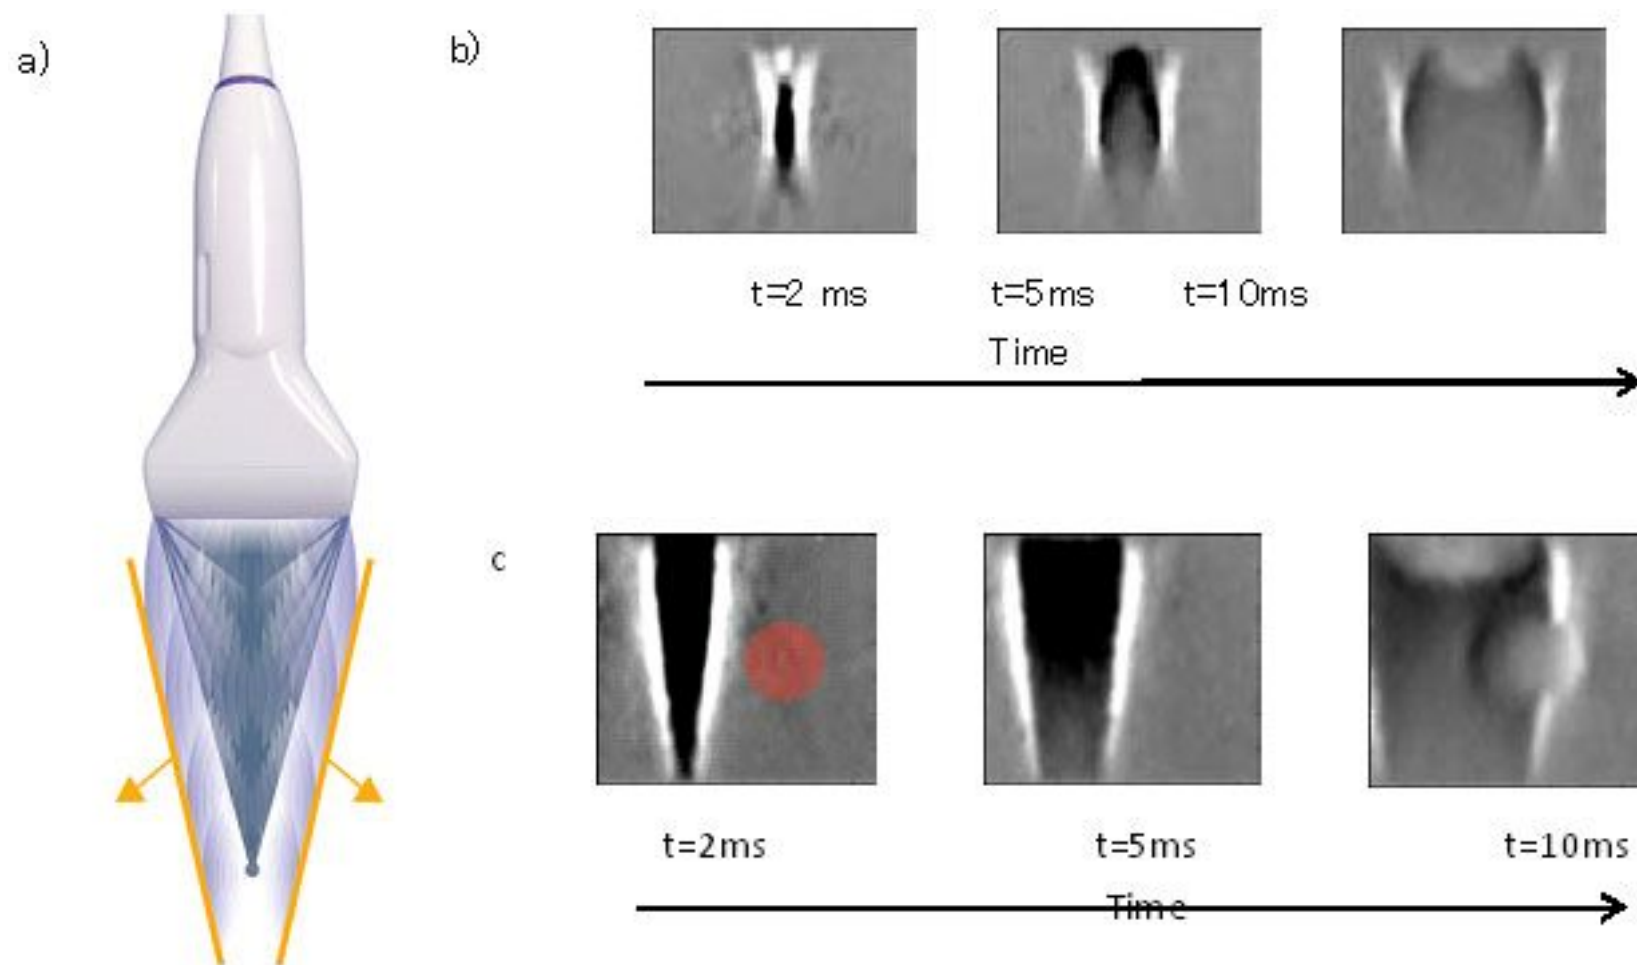 a)
b)
t=2 ms t=5ms t=10ms
Time
c
t=2ms t=5ms t=10ms
Time